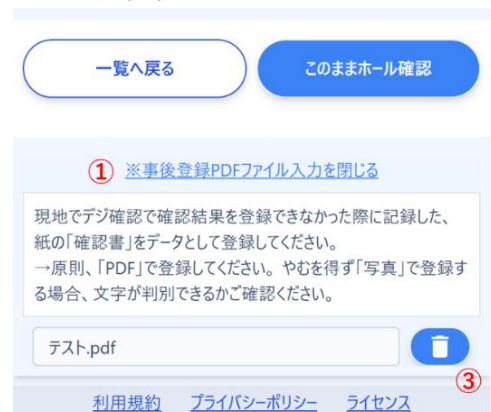 一覧へ戻る このままホール確認
① ※事後登録PDFファイル入力を閉じる
現地でデジ確認で確認結果を登録できなかった際に記録した、
紙の「確認書」をデータとして登録してください。
→原則、「PDF」で登録してください。やむを得ず「写真」で登録す
る場合、文字が判別できるかご確認ください。
テスト.pdf
③
利用規約 プライバシーポリシー ライセンス